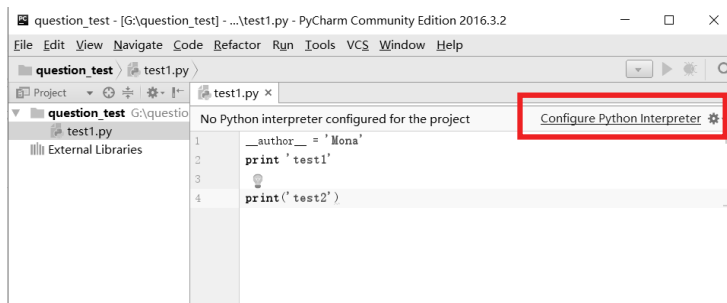 question_test - [G:\question_test] - ...\test1.py - PyCharm Community Edition 2016.3.2
File Edit View Navigate Code Refactor Run Tools VCS Window Help
question_test test1.py
Project test1.py
question_test G:\questio
test1.py
External Libraries
No Python interpreter configured for the project Configure Python Interpreter
1 __author__ = 'Mona'
2 print 'test1'
3
4 print('test2')